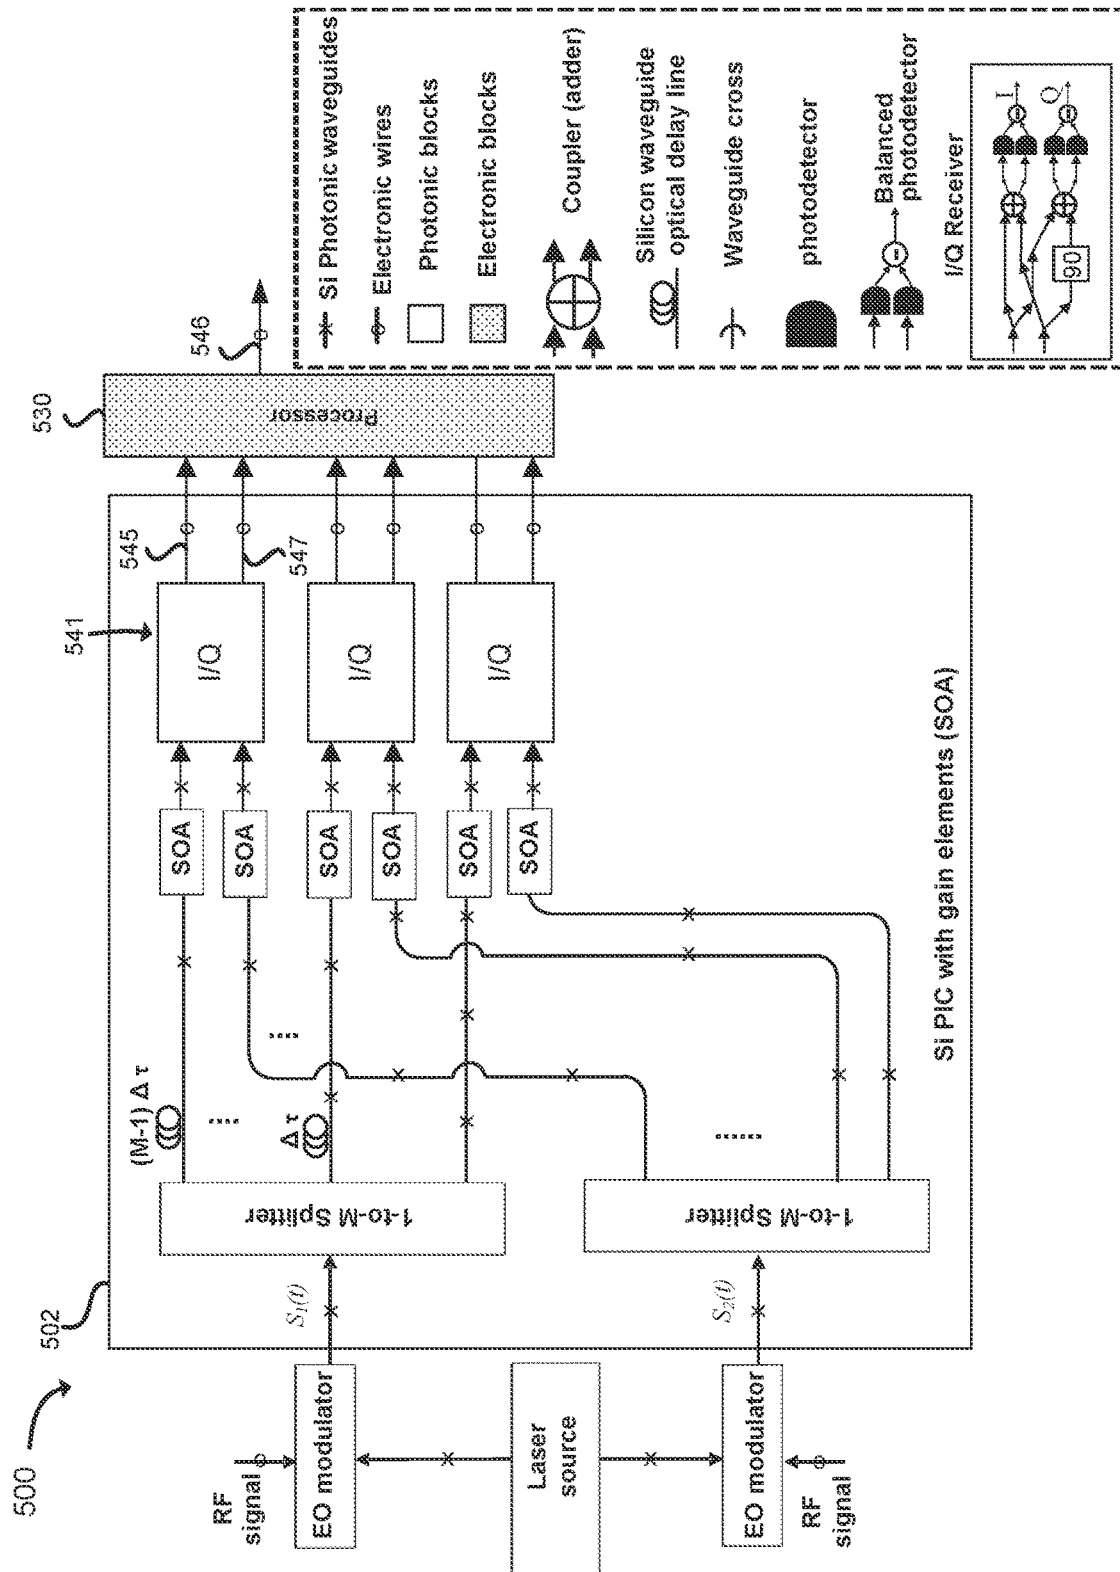 500
502
RF
signal
EO modulator
Laser
source
EO modulator
RF
signal
S1(t)
S2(t)
1-to-M Splitter
1-to-M Splitter
(M-1) Δ τ
....
Δ τ
....
......
SOA
SOA
SOA
SOA
SOA
SOA
541
I/Q
I/Q
I/Q
545
547
530
Processor
546
Si PIC with gain elements (SOA)
Si Photonic waveguides
Electronic wires
Photonic blocks
Electronic blocks
Coupler (adder)
Silicon waveguide
optical delay line
Waveguide cross
photodetector
Balanced
photodetector
I/Q Receiver
90
I
Q